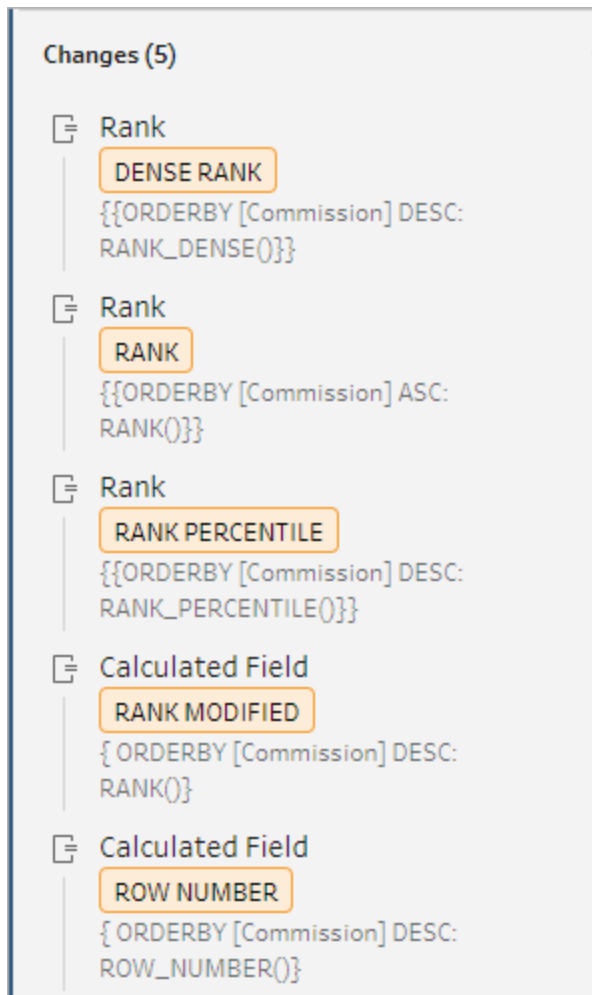 Changes (5)
Rank
DENSE RANK
{{ORDERBY [Commission] DESC:
RANK_DENSE()}}
Rank
RANK
{{ORDERBY [Commission] ASC:
RANK()}}
Rank
RANK PERCENTILE
{{ORDERBY [Commission] DESC:
RANK_PERCENTILE()}}
Calculated Field
RANK MODIFIED
{ ORDERBY [Commission] DESC:
RANK()}
Calculated Field
ROW NUMBER
{ ORDERBY [Commission] DESC:
ROW_NUMBER()}